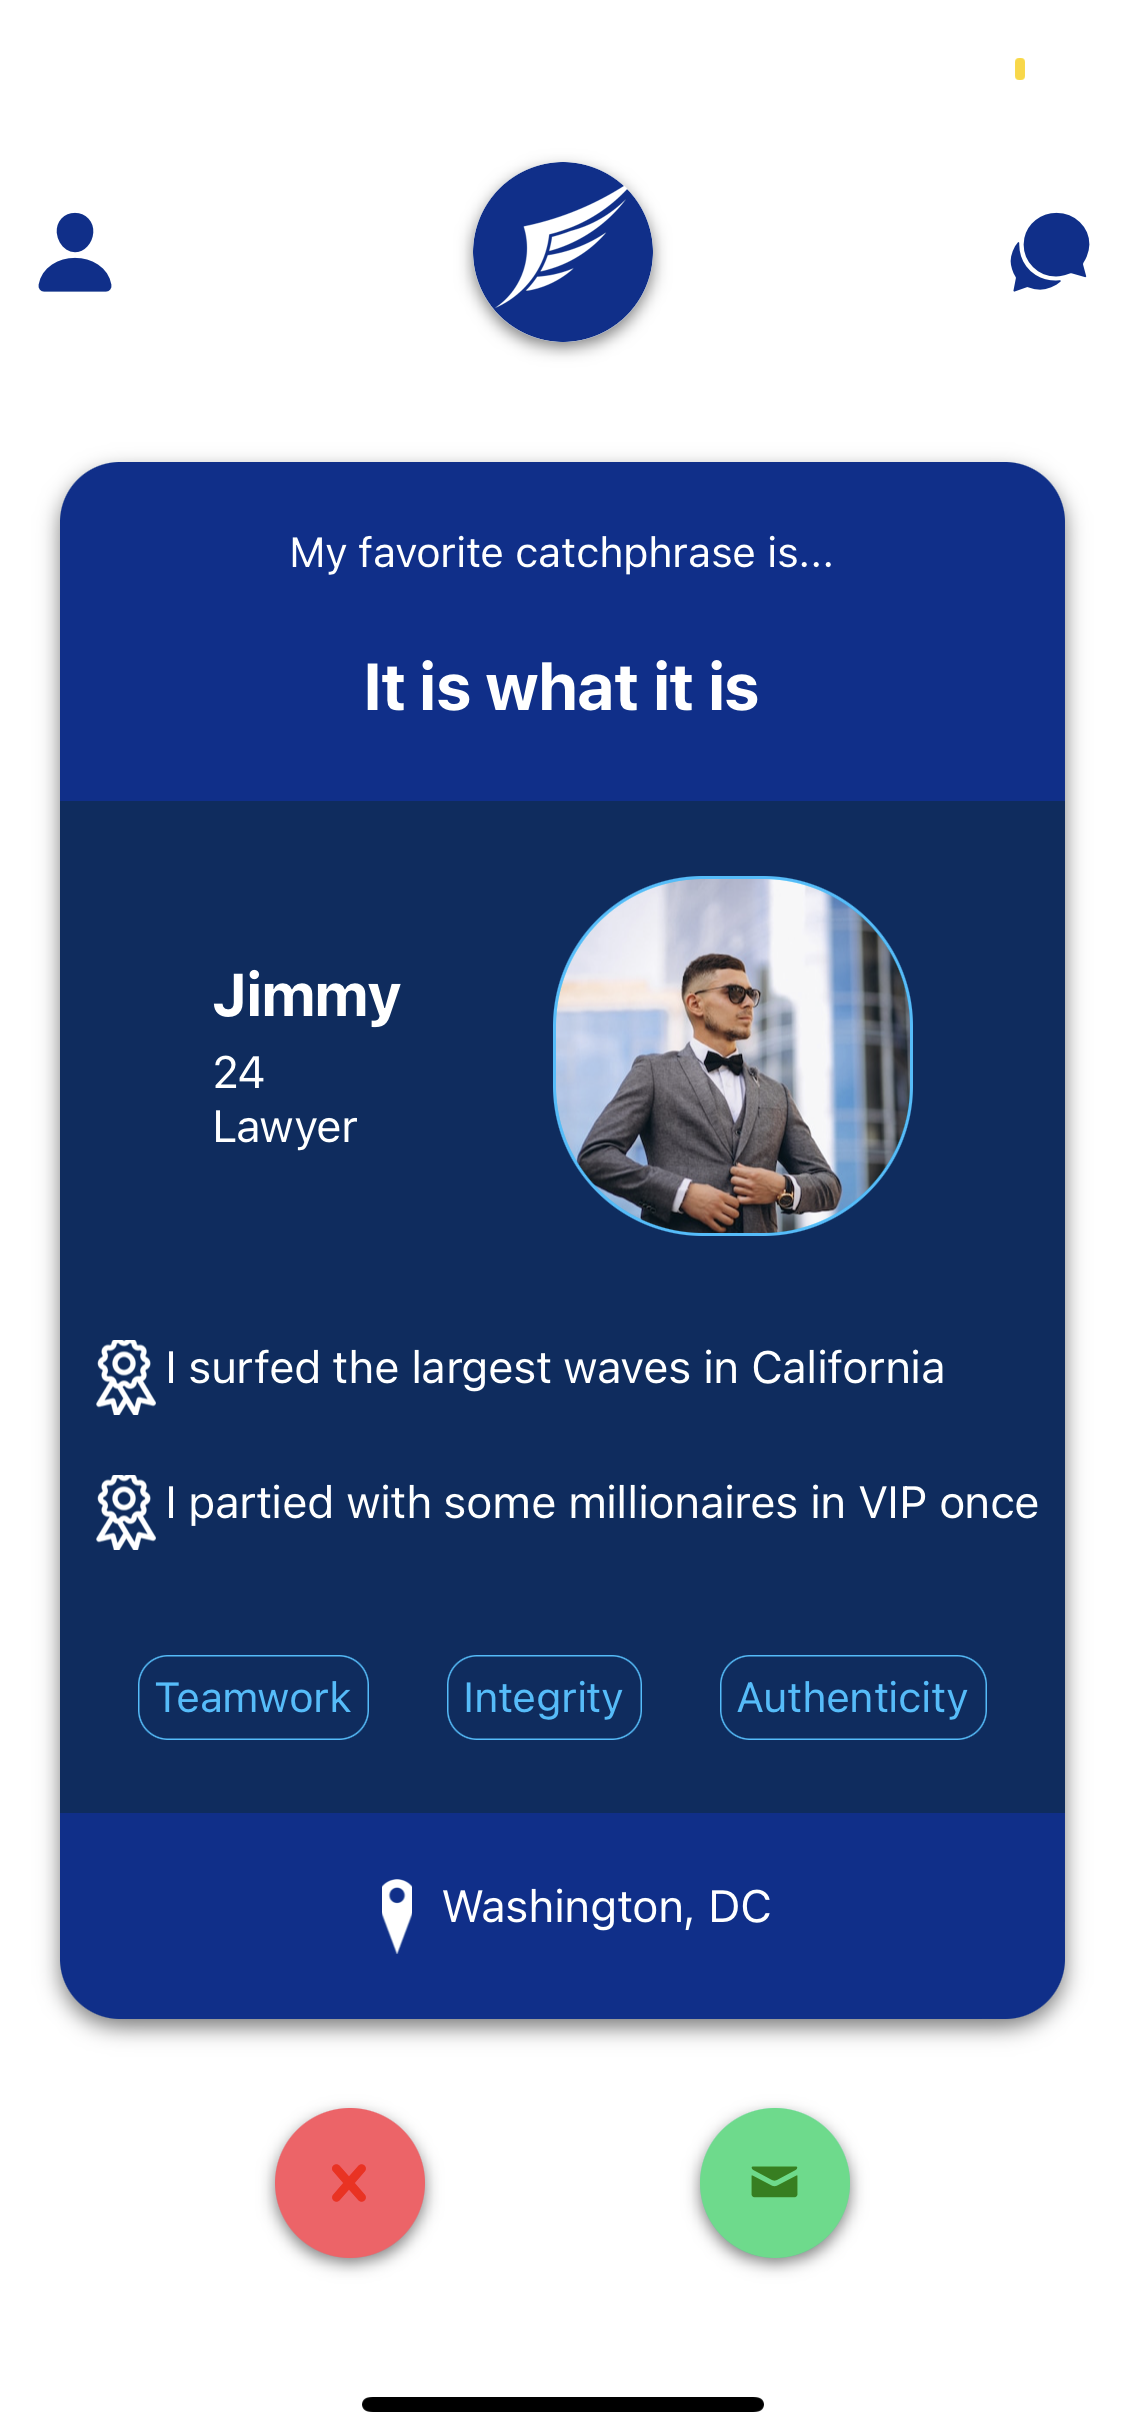 My favorite catchphrase is...
It is what it is
Jimmy
24
Lawyer
I surfed the largest waves in California
I partied with some millionaires in VIP once
Teamwork
Integrity
Authenticity
Washington, DC